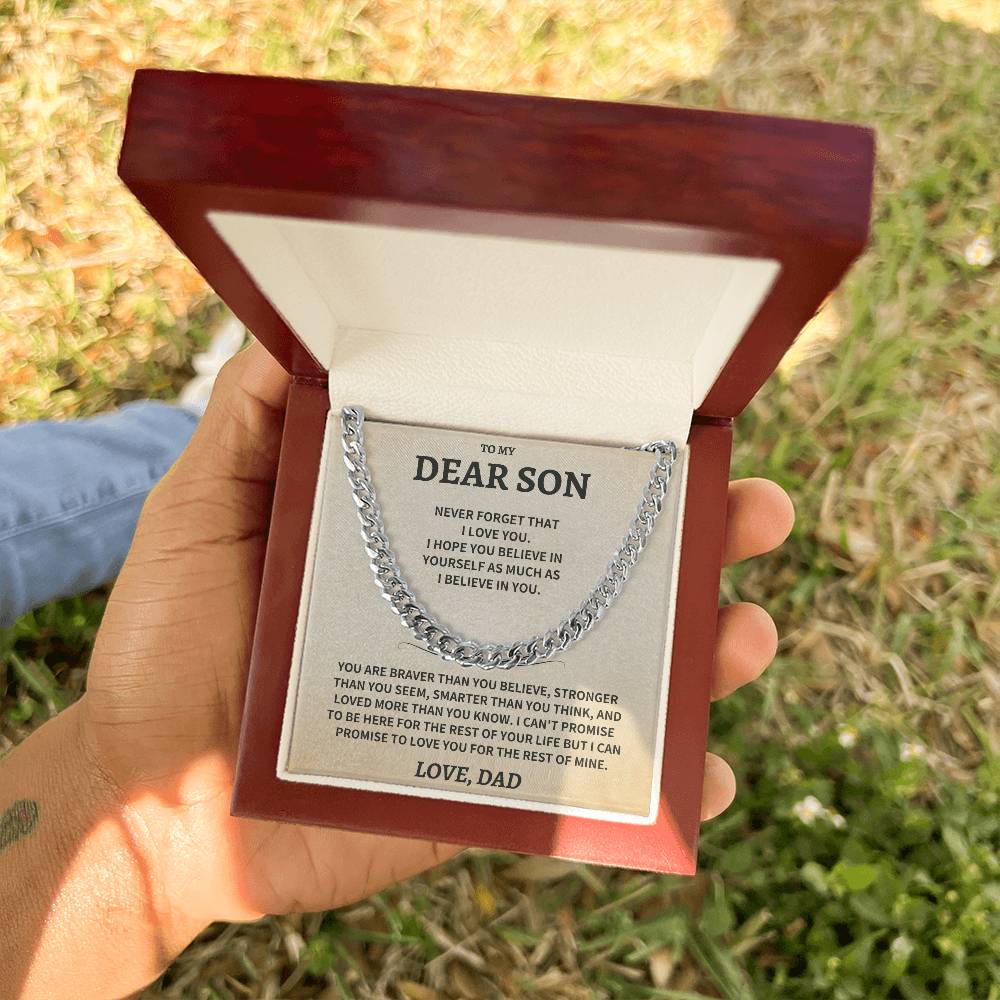 TO MY
DEAR SON
NEVER FORGET THAT
I LOVE YOU.
I HOPE YOU BELIEVE IN
YOURSELF AS MUCH AS
I BELIEVE IN YOU.
YOU ARE BRAVER THAN YOU BELIEVE, STRONGER
THAN YOU SEEM, SMARTER THAN YOU THINK, AND
LOVED MORE THAN YOU KNOW. I CAN'T PROMISE
TO BE HERE FOR THE REST OF YOUR LIFE BUT I CAN
PROMISE TO LOVE YOU FOR THE REST OF MINE.
LOVE, DAD